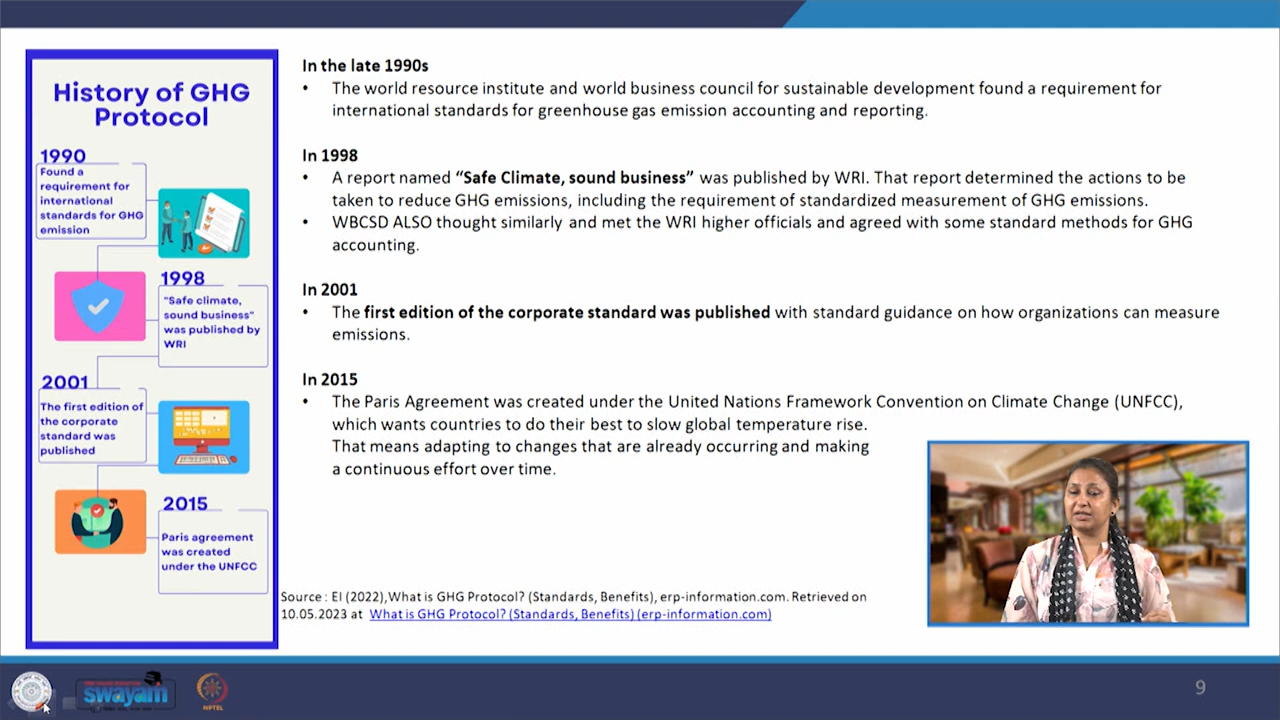 History of GHG
Protocol
1990
Found a
requirement for
international
standards for GHG
emission
1998
"Safe climate,
sound business"
was published by
WRI
2001
The first edition of
the corporate
standard was
published
2015
Paris agreement
was created
under the UNFCC
In the late 1990s
• The world resource institute and world business council for sustainable development found a requirement for
international standards for greenhouse gas emission accounting and reporting.
In 1998
• A report named “Safe Climate, sound business” was published by WRI. That report determined the actions to be
taken to reduce GHG emissions, including the requirement of standardized measurement of GHG emissions.
• WBCSD ALSO thought similarly and met the WRI higher officials and agreed with some standard methods for GHG
accounting.
In 2001
• The first edition of the corporate standard was published with standard guidance on how organizations can measure
emissions.
In 2015
• The Paris Agreement was created under the United Nations Framework Convention on Climate Change (UNFCC),
which wants countries to do their best to slow global temperature rise.
That means adapting to changes that are already occurring and making
a continuous effort over time.
Source : EI (2022),What is GHG Protocol? (Standards, Benefits), erp-information.com. Retrieved on
10.05.2023 at What is GHG Protocol? (Standards, Benefits) (erp-information.com)
swayam
NPTEL
9